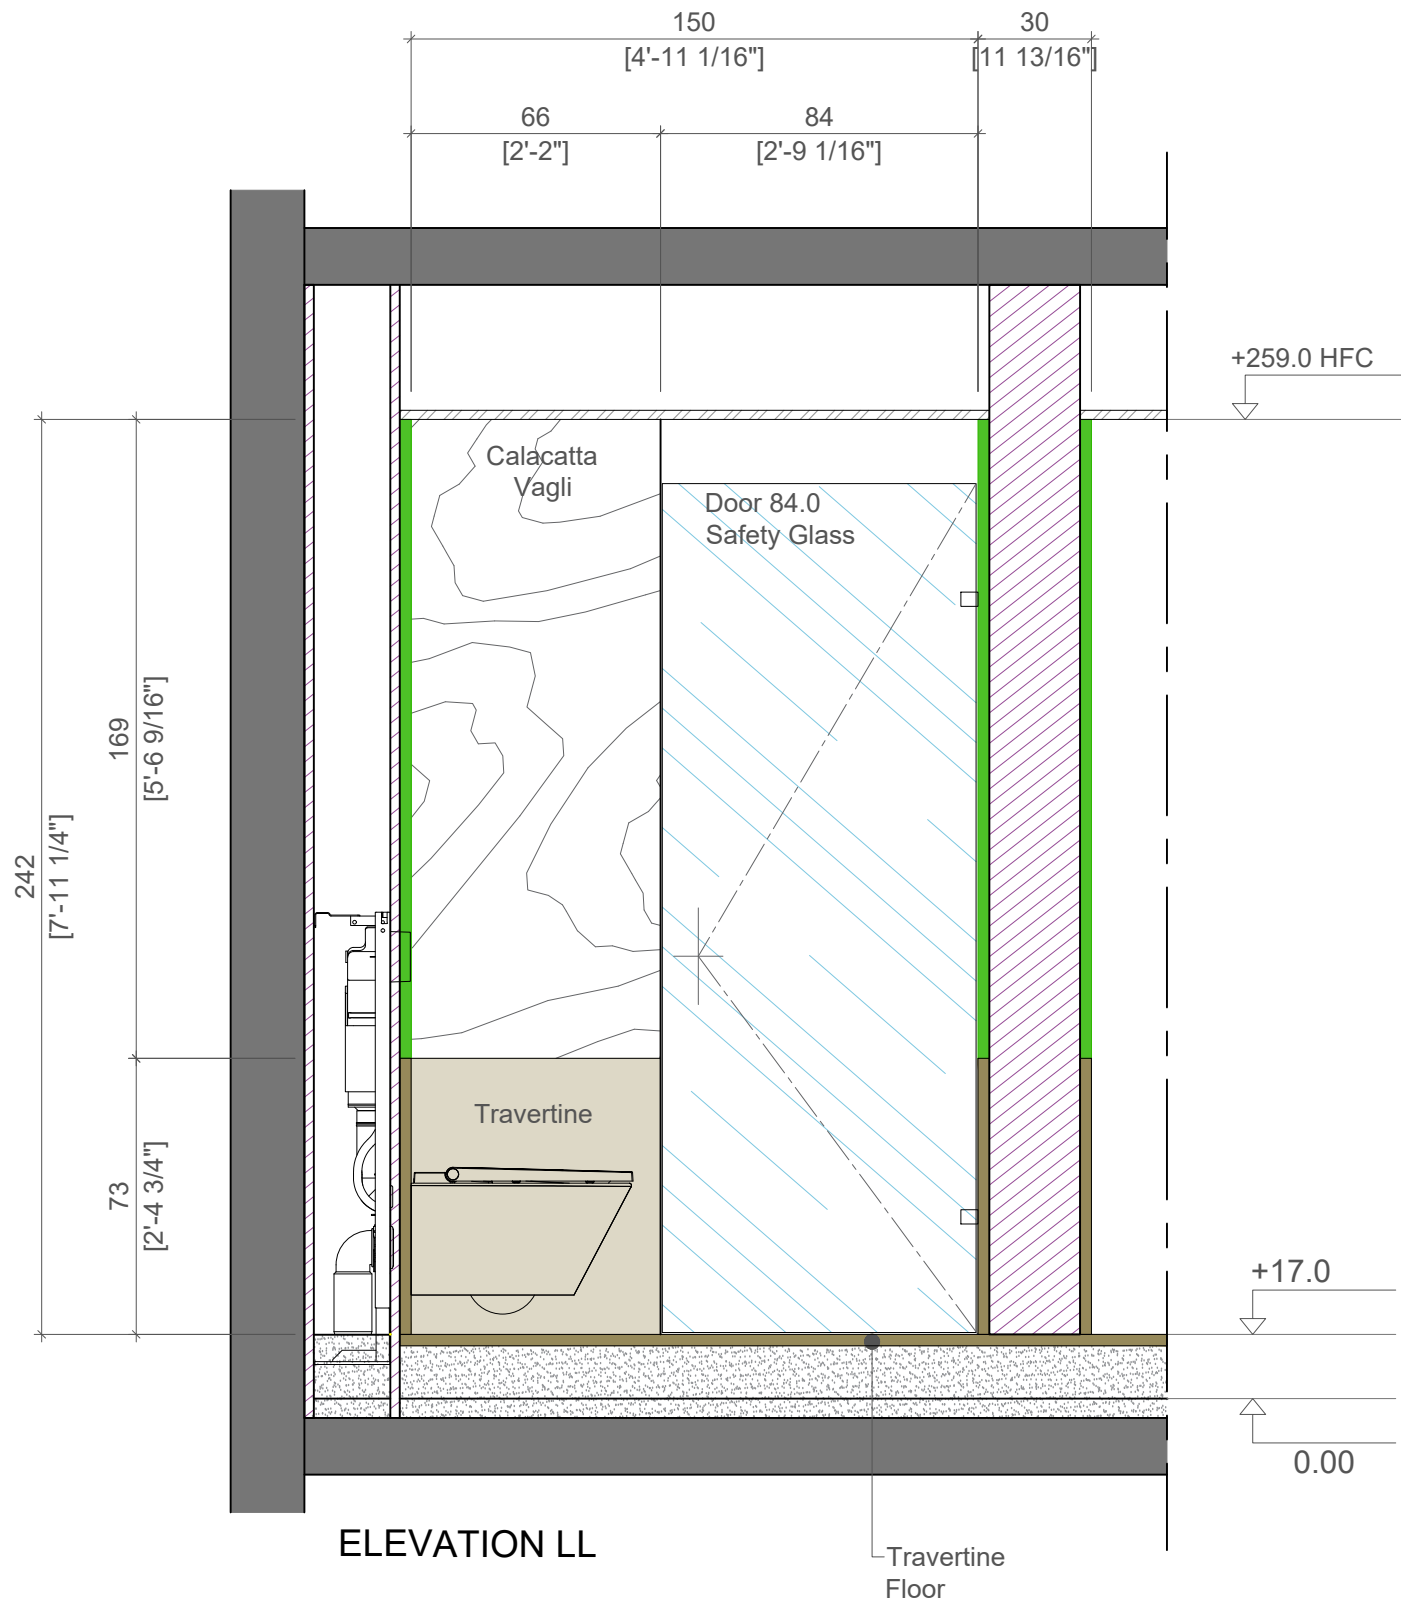 150
[4'-11 1/16"]
30
[11 13/16"]
66
[2'-2"]
84
[2'-9 1/16"]
+259.0 HFC
Calacatta
Vagli
Door 84.0
Safety Glass
169
[5'-6 9/16"]
242
[7'-11 1/4"]
Travertine
73
[2'-4 3/4"]
+17.0
0.00
ELEVATION LL
Travertine
Floor